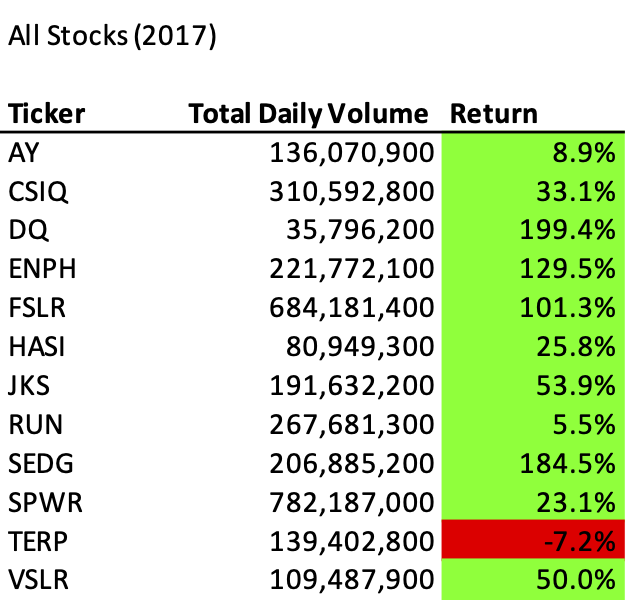 All Stocks (2017)
Ticker Total Daily Volume Return
AY 136,070,900 8.9%
CSIQ 310,592,800 33.1%
DQ 35,796,200 199.4%
ENPH 221,772,100 129.5%
FSLR 684,181,400 101.3%
HASI 80,949,300 25.8%
JKS 191,632,200 53.9%
RUN 267,681,300 5.5%
SEDG 206,885,200 184.5%
SPWR 782,187,000 23.1%
TERP 139,402,800 -7.2%
VSLR 109,487,900 50.0%